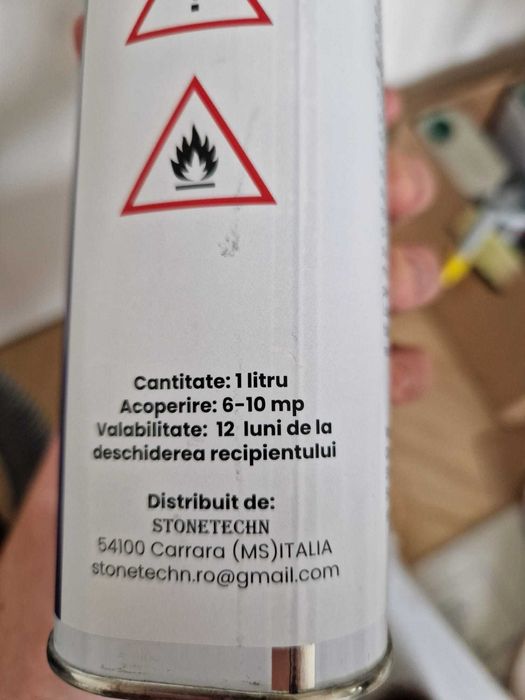 Cantitate: 1 litru
Acoperire: 6-10 mp
Valabilitate: 12 luni de la
deschiderea recipientului
Distribuit de:
STONETECHN
54100 Carrara (MS)ITALIA
stonetechn.ro@gmail.com